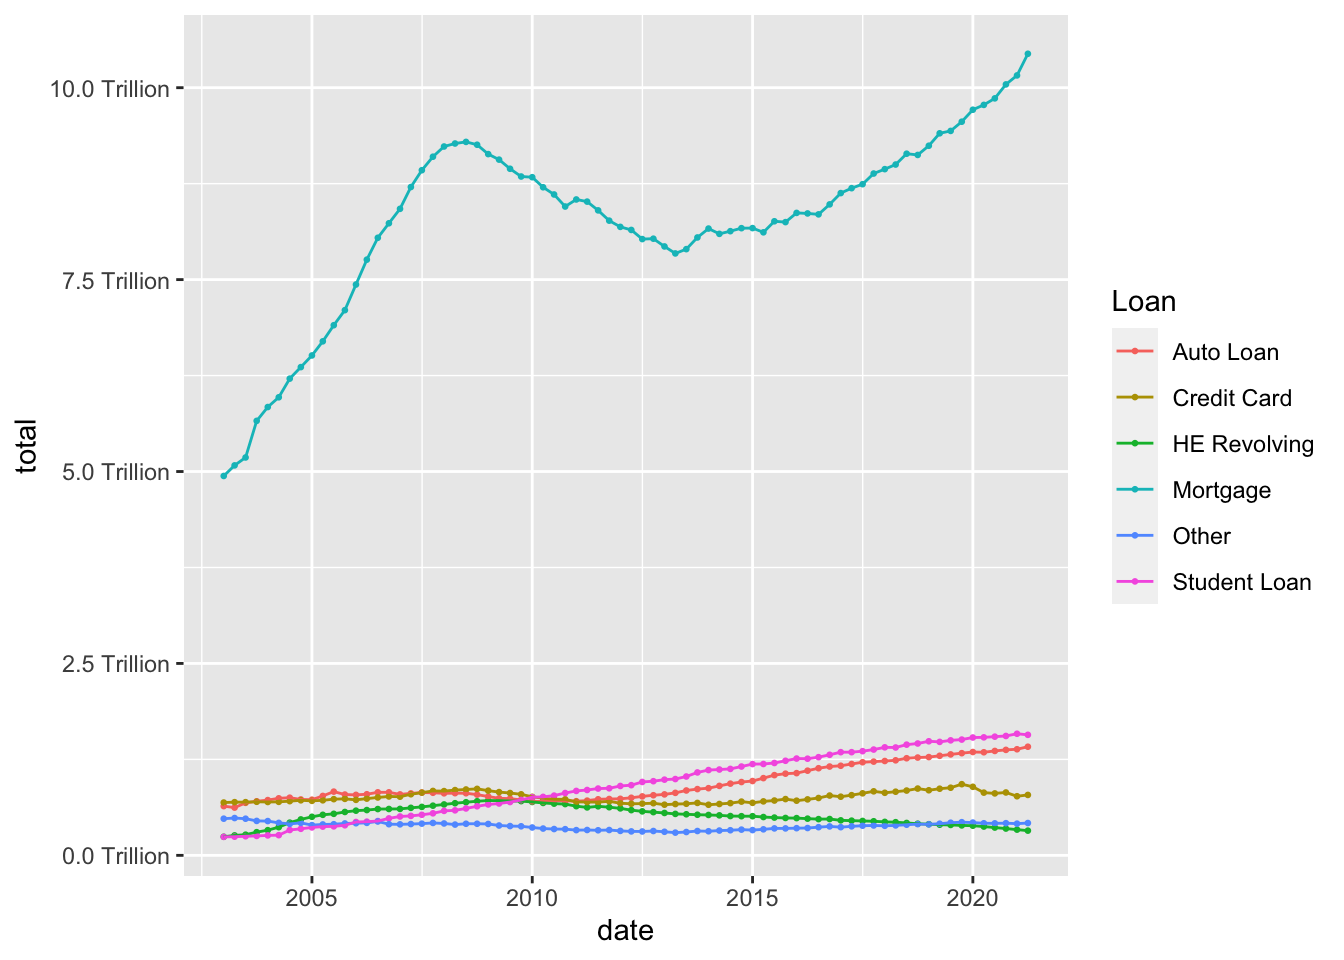 10.0 Trillion
7.5 Trillion
5.0 Trillion
2.5 Trillion
0.0 Trillion
total
2005
2010
2015
2020
date
Loan
Auto Loan
Credit Card
HE Revolving
Mortgage
Other
Student Loan